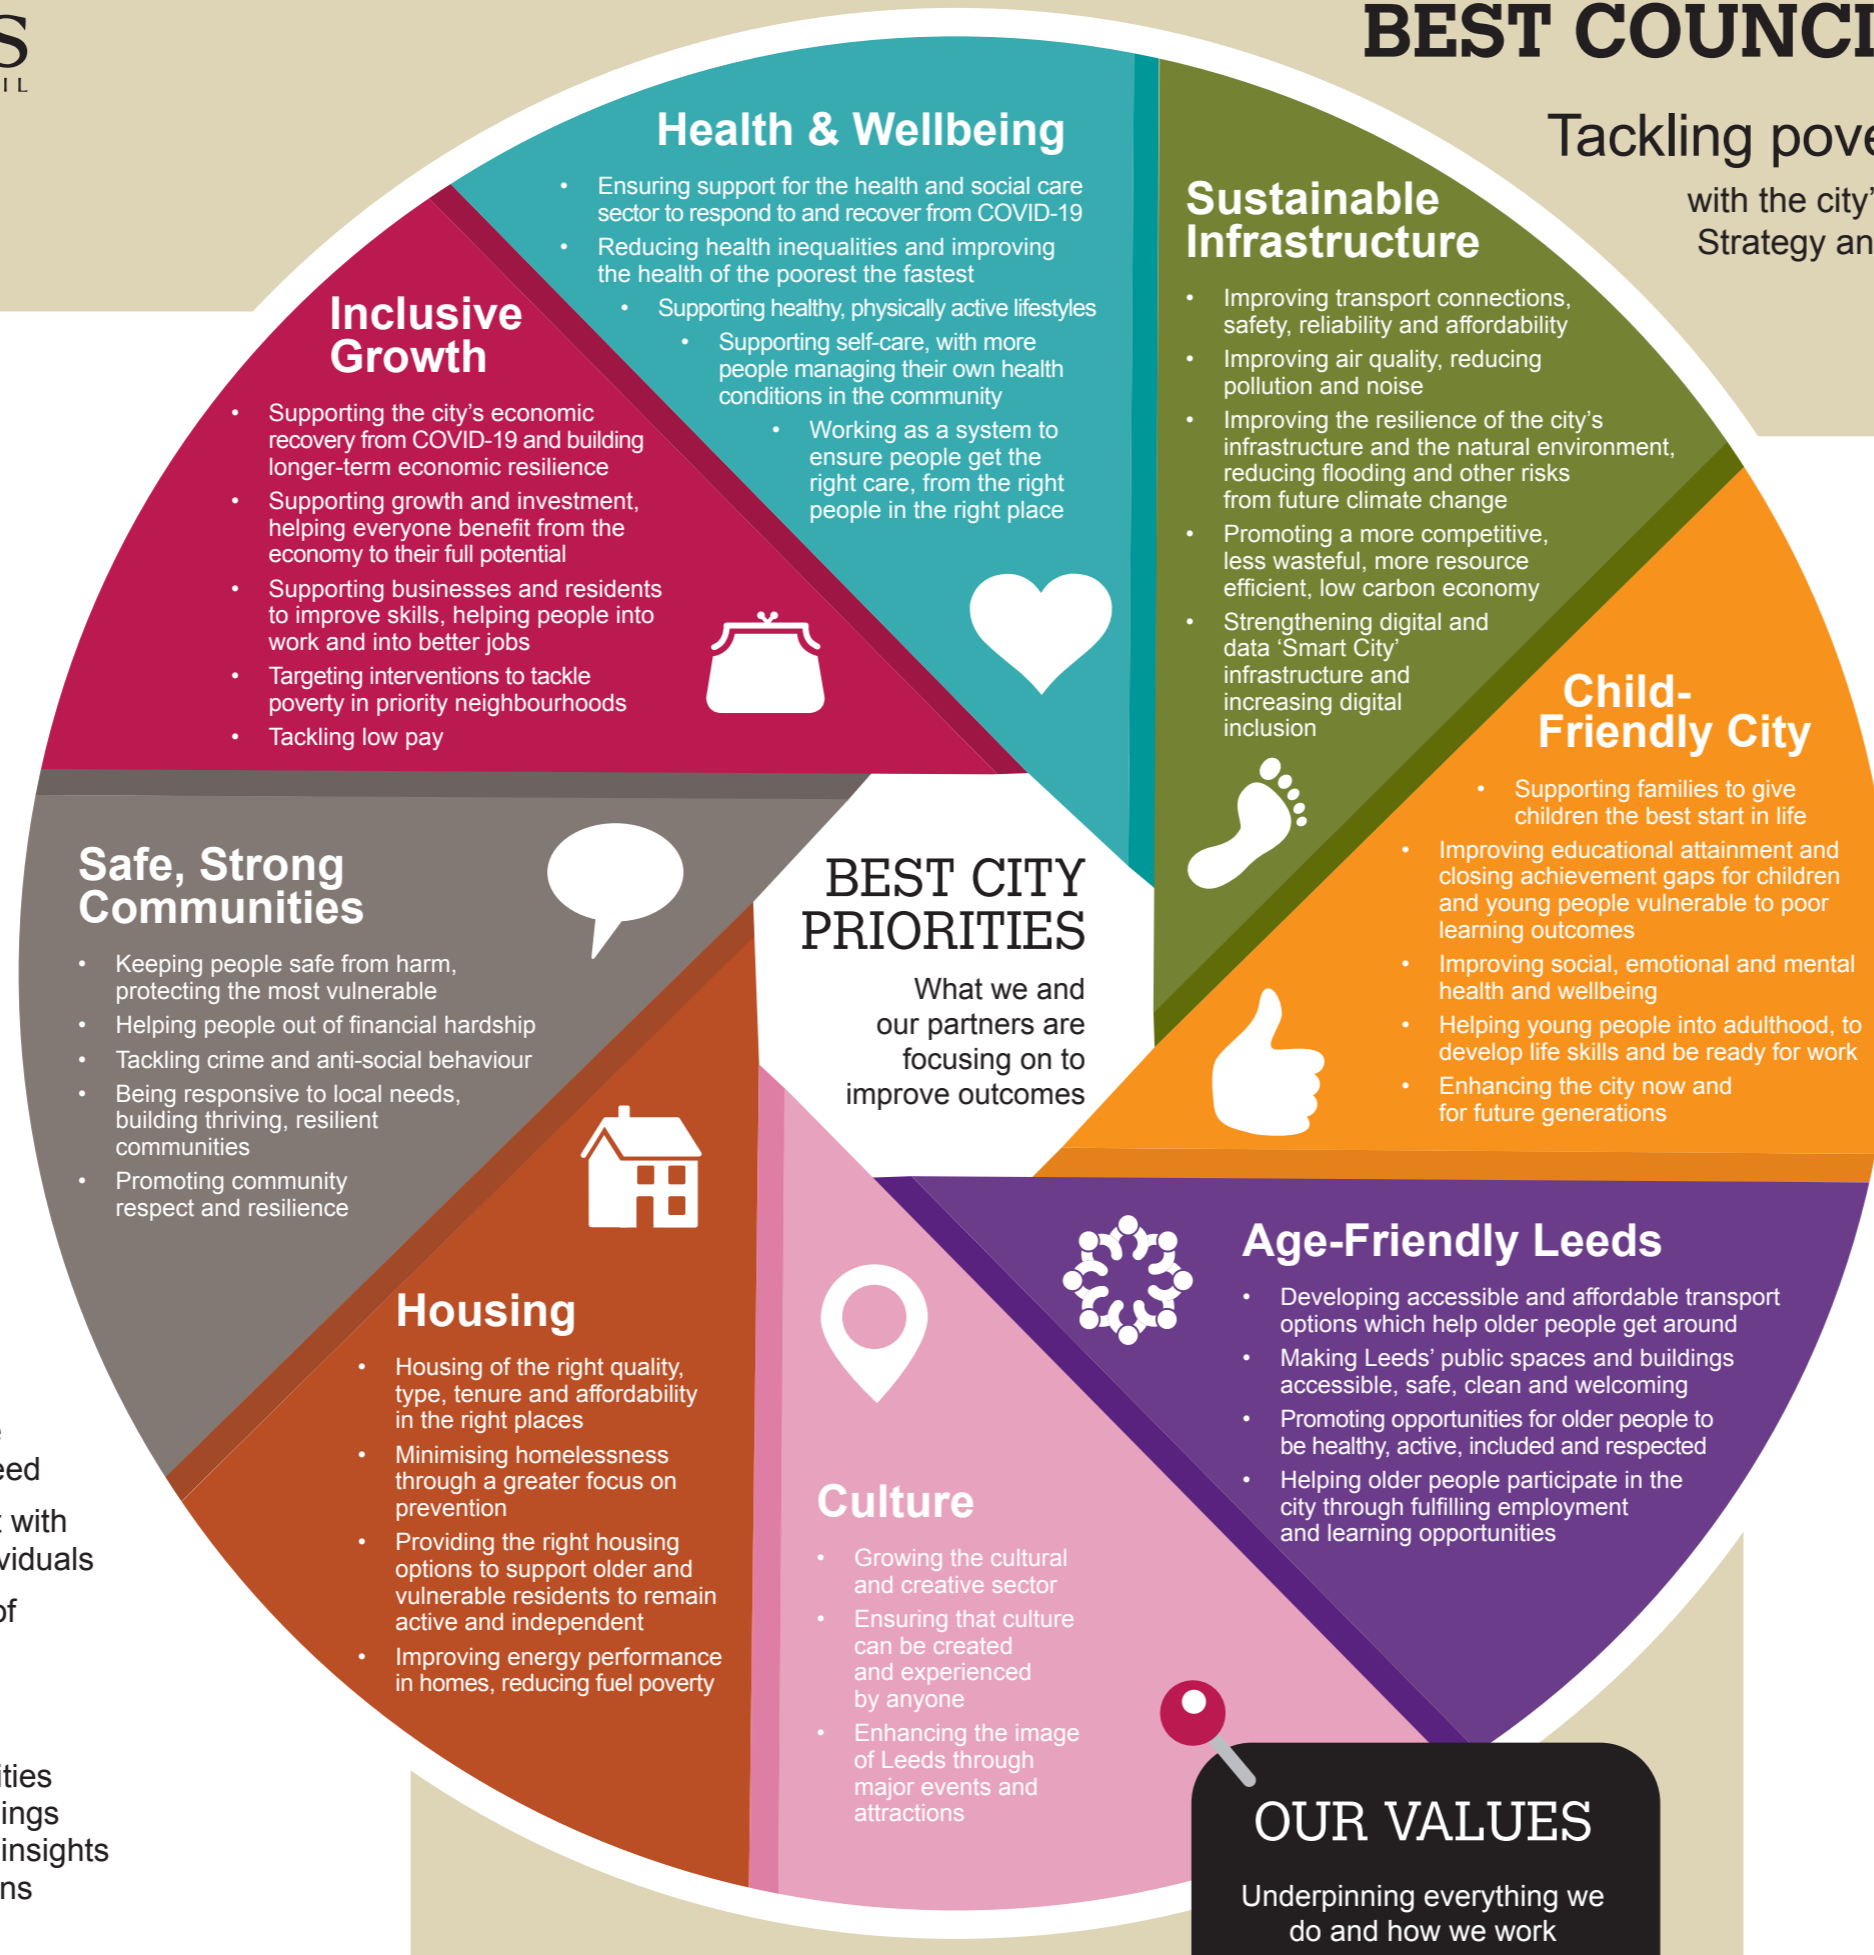 S
IL
BEST COUNCI
Tackling pove
with the city’
Strategy an
Health & Wellbeing
• Ensuring support for the health and social care
sector to respond to and recover from COVID-19
• Reducing health inequalities and improving
the health of the poorest the fastest
• Supporting healthy, physically active lifestyles
• Supporting self-care, with more
people managing their own health
conditions in the community
• Working as a system to
ensure people get the
right care, from the right
people in the right place
Sustainable
Infrastructure
• Improving transport connections,
safety, reliability and affordability
• Improving air quality, reducing
pollution and noise
• Improving the resilience of the city’s
infrastructure and the natural environment,
reducing flooding and other risks
from future climate change
• Promoting a more competitive,
less wasteful, more resource
efficient, low carbon economy
• Strengthening digital and
data ‘Smart City’
infrastructure and
increasing digital
inclusion
Inclusive
Growth
• Supporting the city’s economic
recovery from COVID-19 and building
longer-term economic resilience
• Supporting growth and investment,
helping everyone benefit from the
economy to their full potential
• Supporting businesses and residents
to improve skills, helping people into
work and into better jobs
• Targeting interventions to tackle
poverty in priority neighbourhoods
• Tackling low pay
Child-
Friendly City
• Supporting families to give
children the best start in life
• Improving educational attainment and
closing achievement gaps for children
and young people vulnerable to poor
learning outcomes
• Improving social, emotional and mental
health and wellbeing
• Helping young people into adulthood, to
develop life skills and be ready for work
• Enhancing the city now and
for future generations
Safe, Strong
Communities
• Keeping people safe from harm,
protecting the most vulnerable
• Helping people out of financial hardship
• Tackling crime and anti-social behaviour
• Being responsive to local needs,
building thriving, resilient
communities
• Promoting community
respect and resilience
BEST CITY
PRIORITIES
What we and
our partners are
focusing on to
improve outcomes
Age-Friendly Leeds
• Developing accessible and affordable transport
options which help older people get around
• Making Leeds’ public spaces and buildings
accessible, safe, clean and welcoming
• Promoting opportunities for older people to
be healthy, active, included and respected
• Helping older people participate in the
city through fulfilling employment
and learning opportunities
Housing
• Housing of the right quality,
type, tenure and affordability
in the right places
• Minimising homelessness
through a greater focus on
prevention
• Providing the right housing
options to support older and
vulnerable residents to remain
active and independent
• Improving energy performance
in homes, reducing fuel poverty
Culture
• Growing the cultural
and creative sector
• Ensuring that culture
can be created
and experienced
by anyone
• Enhancing the image
of Leeds through
major events and
attractions
eed
with
viduals
of
ities
ings
insights
ns
OUR VALUES
Underpinning everything we
do and how we work